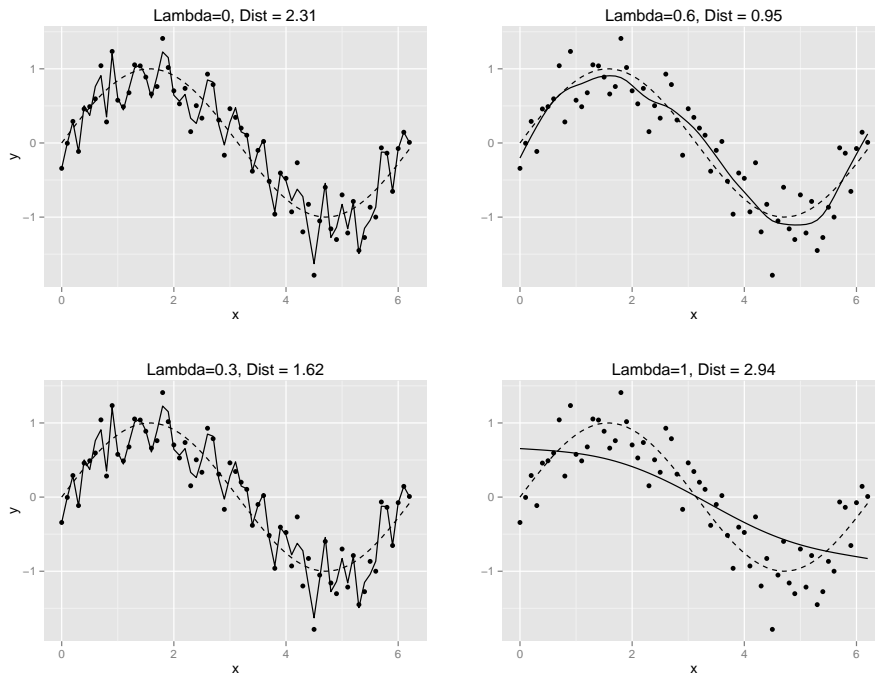 Lambda=0, Dist = 2.31
1
0
−1
y
0 2 4 6
x
Lambda=0.6, Dist = 0.95
1
0
−1
0 2 4 6
x
Lambda=0.3, Dist = 1.62
1
0
−1
y
0 2 4 6
x
Lambda=1, Dist = 2.94
1
0
−1
0 2 4 6
x